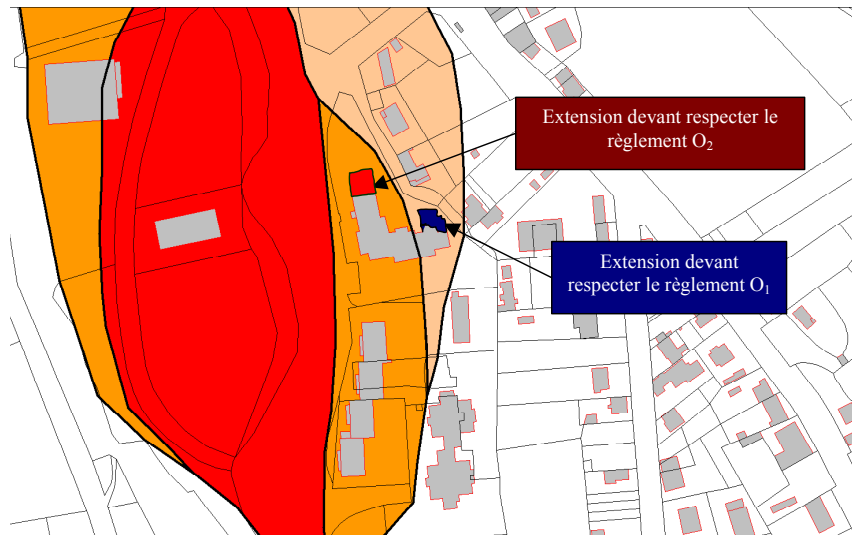 Extension devant respecter le
règlement O₂
Extension devant
respecter le règlement O₁